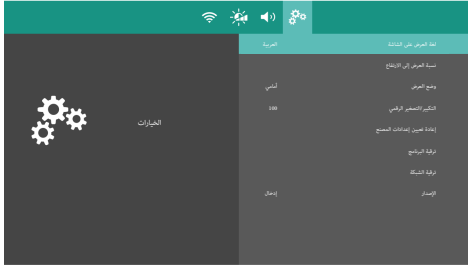 لغة العرض على الشاشة العربية
نسبة العرض إلى الارتفاع
وضع العرض أمامي
التكبير/التصغير الرقمي 100
إعادة تعيين إعدادات المصنع
ترقية البرنامج
ترقية الشبكة
الإصدار إدخال
الخيارات